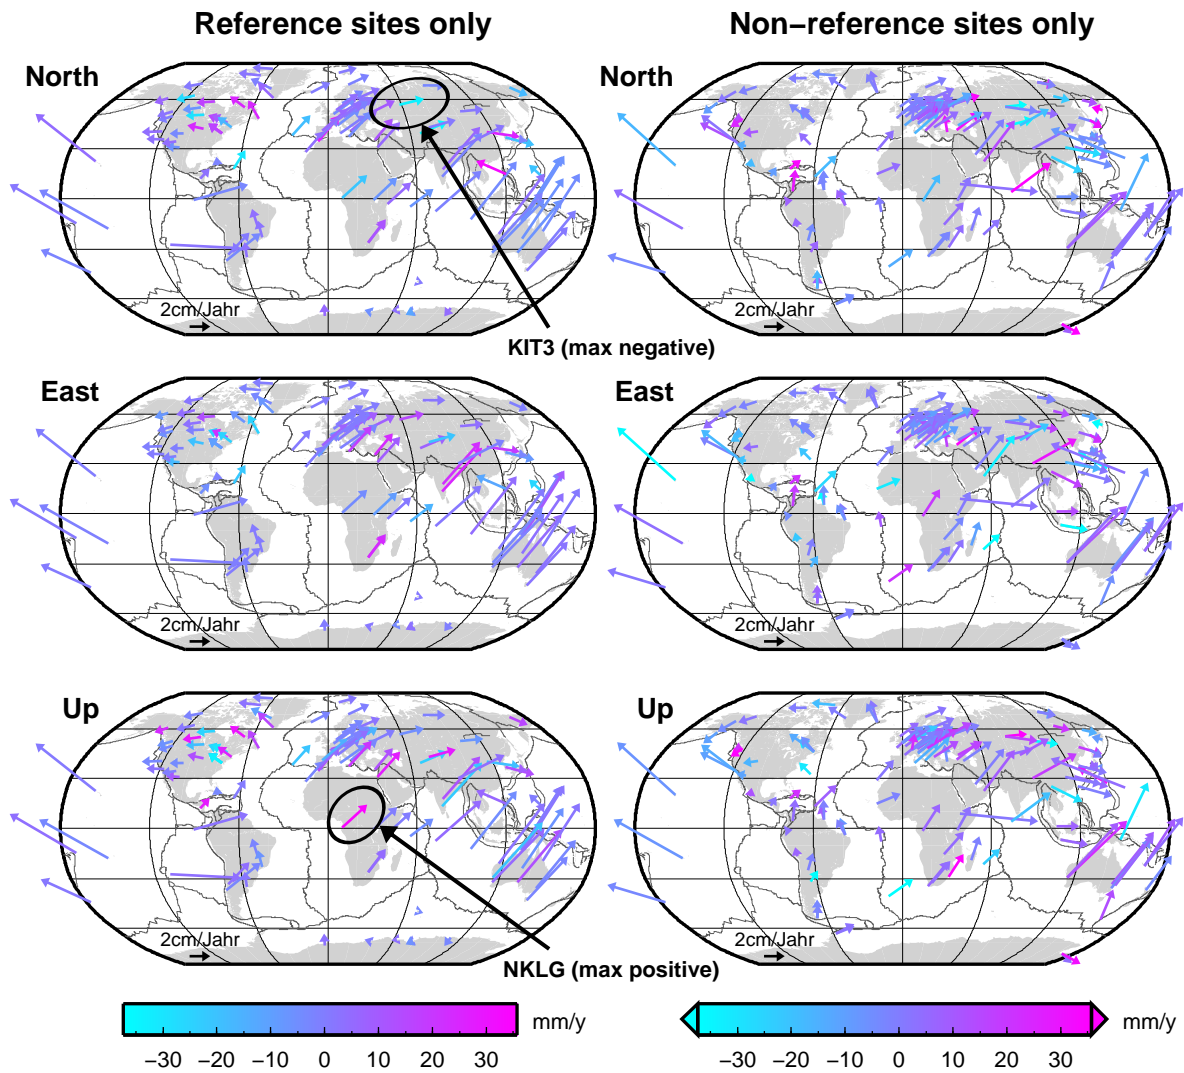 Reference sites only
Non−reference sites only
North
North
2cm/Jahr
2cm/Jahr
KIT3 (max negative)
East
East
2cm/Jahr
2cm/Jahr
Up
Up
2cm/Jahr
2cm/Jahr
NKLG (max positive)
mm/y
mm/y
−30 −20 −10 0 10 20 30
−30 −20 −10 0 10 20 30